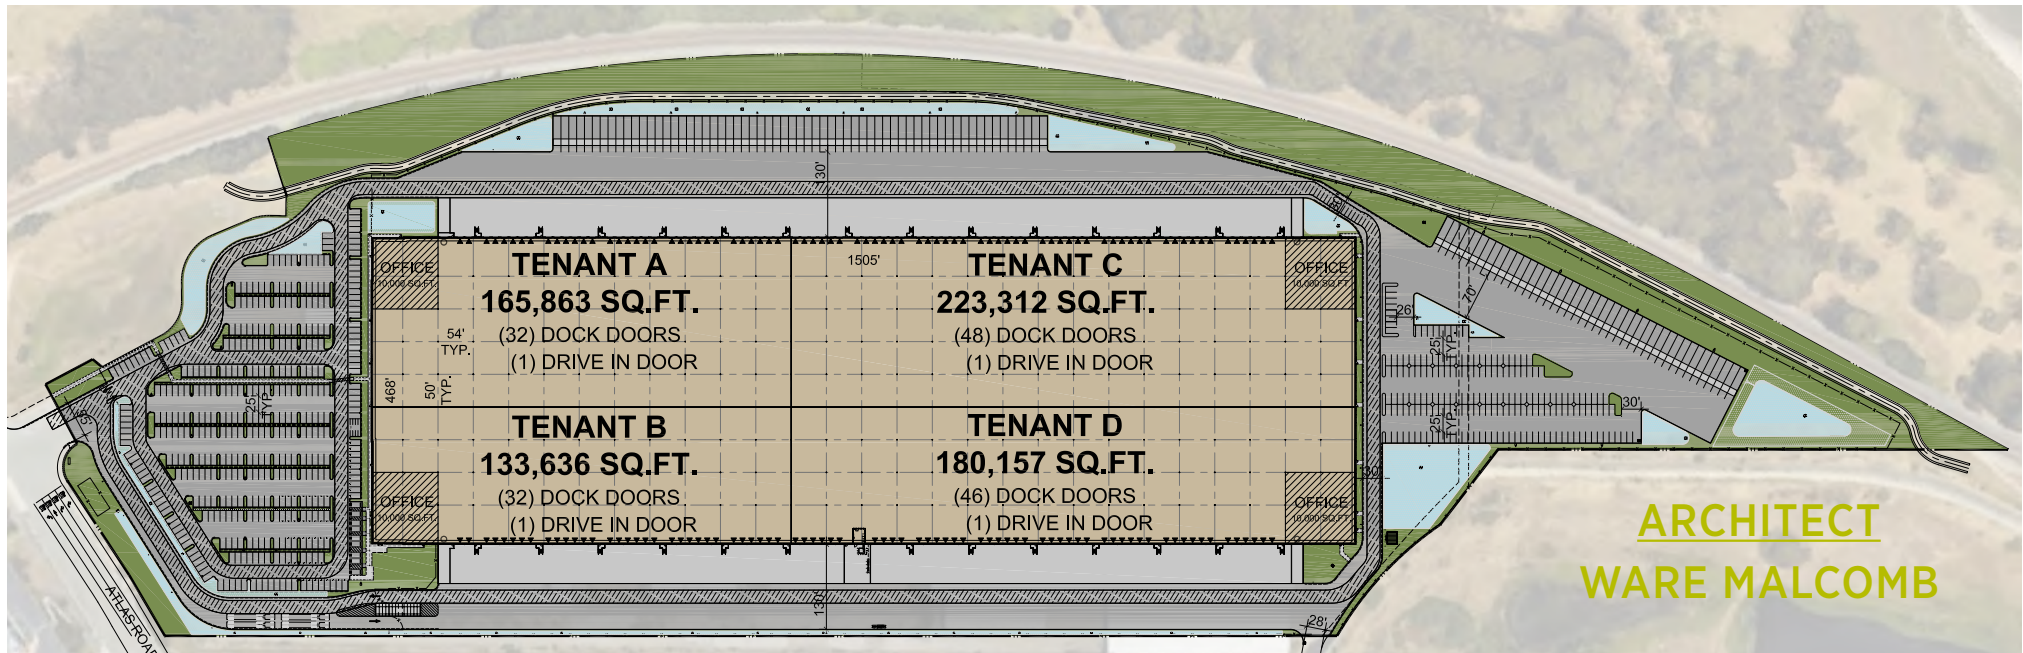 130'
60'
TENANT A
165,863 SQ.FT.
(32) DOCK DOORS
(1) DRIVE IN DOOR
OFFICE
10,000 SQ.FT.
1505'
TENANT C
223,312 SQ.FT.
(48) DOCK DOORS
(1) DRIVE IN DOOR
OFFICE
10,000 SQ.FT.
54'
TYP.
468'
50'
TYP.
25'
TYP.
26'
70'
25'
TYP.
30'
25'
TYP.
TENANT B
133,636 SQ.FT.
(32) DOCK DOORS
(1) DRIVE IN DOOR
OFFICE
10,000 SQ.FT.
TENANT D
180,157 SQ.FT.
(46) DOCK DOORS
(1) DRIVE IN DOOR
OFFICE
10,000 SQ.FT.
30'
130'
28'
ATLAS ROAD
ARCHITECT
WARE MALCOMB